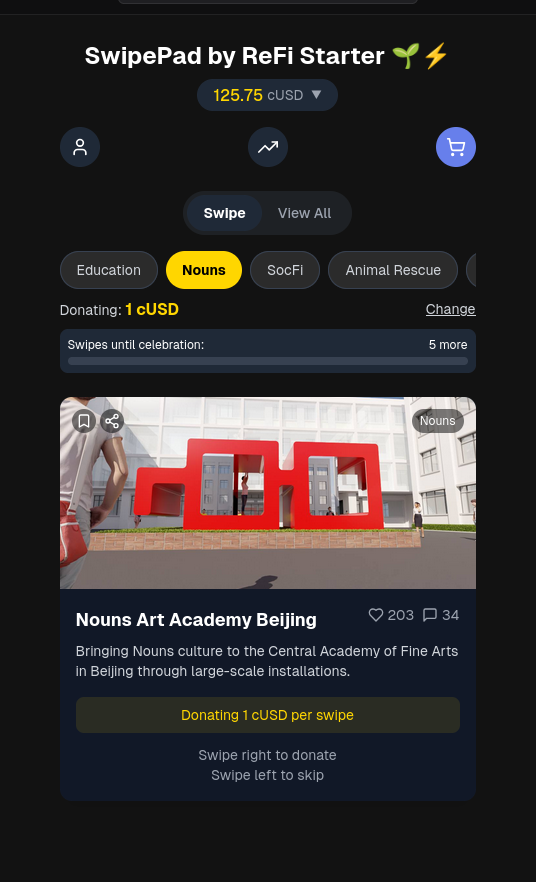 SwipePad by ReFi Starter 🌱⚡
125.75 cUSD ▼
Swipe View All
Education Nouns SocFi Animal Rescue
Donating: 1 cUSD Change
Swipes until celebration: 5 more
Nouns
Nouns Art Academy Beijing 203 34
Bringing Nouns culture to the Central Academy of Fine Arts
in Beijing through large-scale installations.
Donating 1 cUSD per swipe
Swipe right to donate
Swipe left to skip